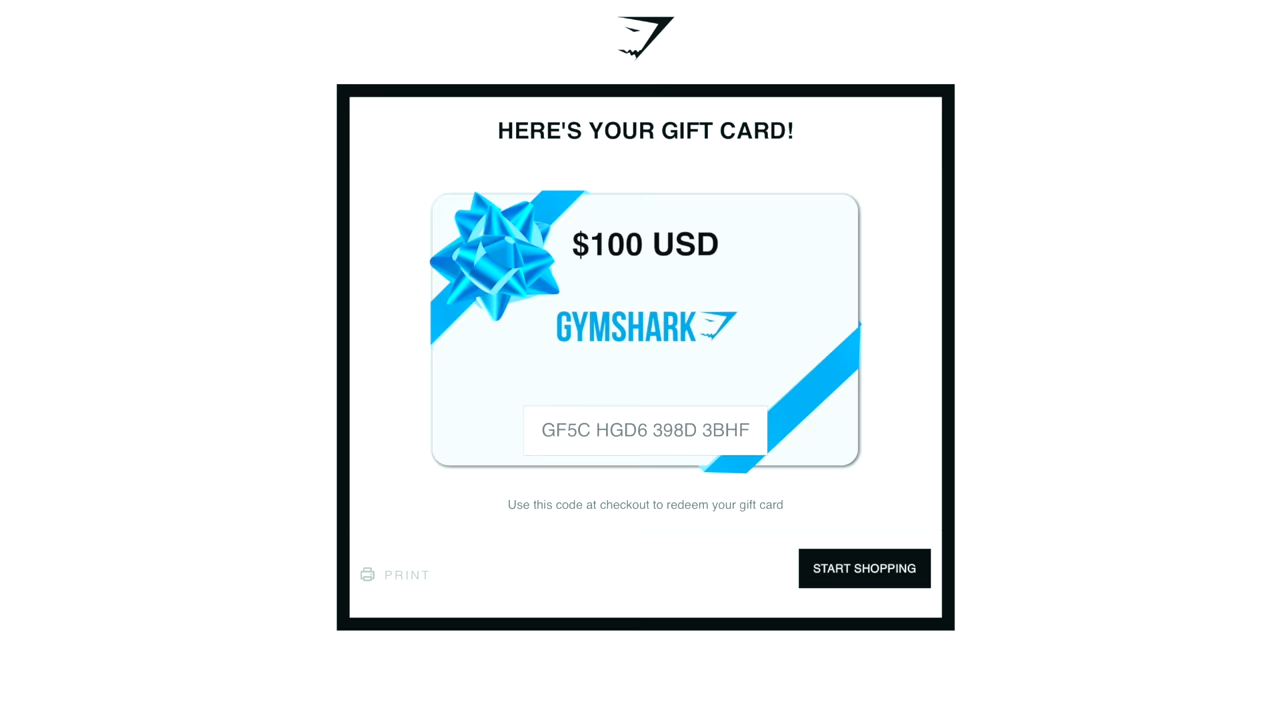 HERE'S YOUR GIFT CARD!
$100 USD
GYMSHARK
GF5C HGD6 398D 3BHF
Use this code at checkout to redeem your gift card
PRINT
START SHOPPING